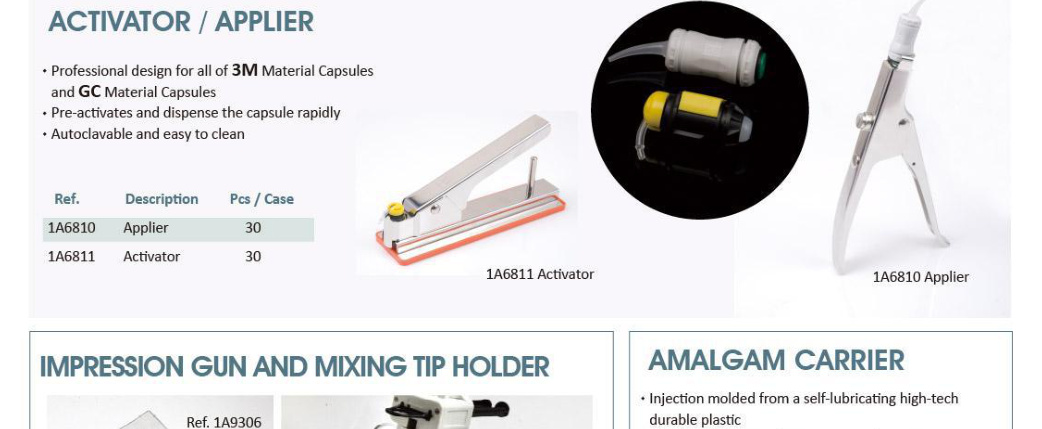 ACTIVATOR / APPLIER
• Professional design for all of 3M Material Capsules
and GC Material Capsules
• Pre-activates and dispense the capsule rapidly
• Autoclavable and easy to clean
Ref. Description Pcs / Case
1A6810 Applier 30
1A6811 Activator 30
1A6811 Activator
1A6810 Applier
IMPRESSION GUN AND MIXING TIP HOLDER
Ref. 1A9306
AMALGAM CARRIER
• Injection molded from a self-lubricating high-tech
durable plastic